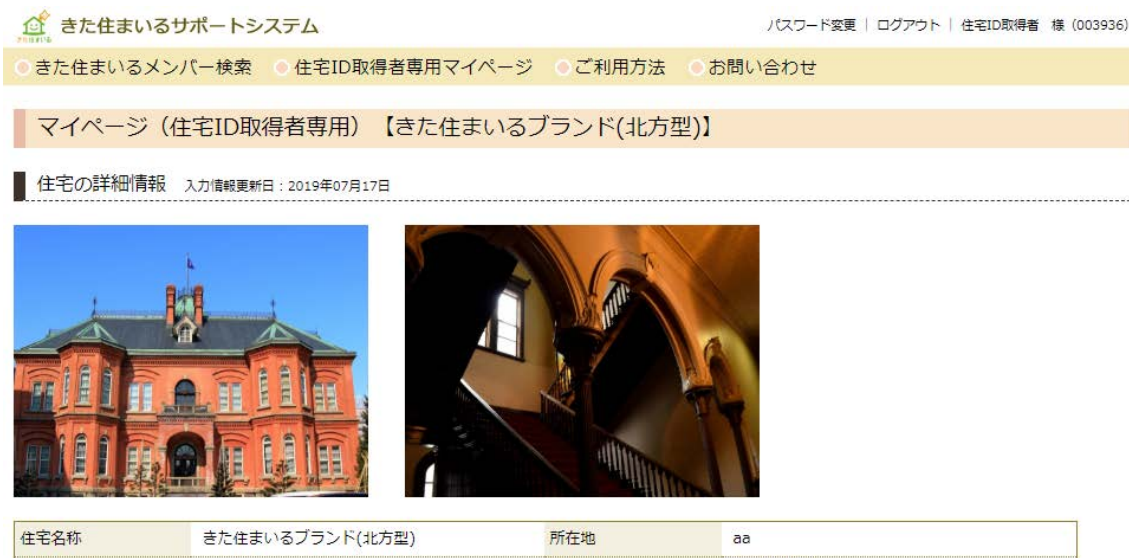 きた住まいるサポートシステム
パスワード変更 | ログアウト | 住宅ID取得者 様 (003936)
きた住まいるメンバー検索 住宅ID取得者専用マイページ ご利用方法 お問い合わせ
マイページ（住宅ID取得者専用）【きた住まいるブランド(北方型)】
住宅の詳細情報 入力情報更新日：2019年07月17日
住宅名称 きた住まいるブランド(北方型) 所在地 aa